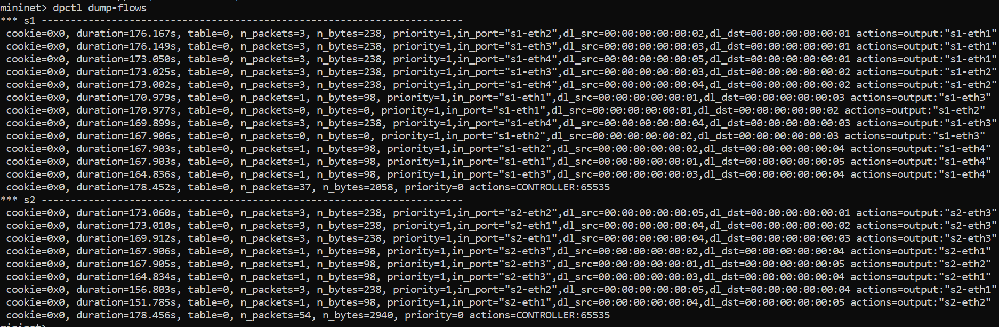 mininet> dpctl dump-flows
*** s1 ------------------------------------------------------------------------
 cookie=0x0, duration=176.167s, table=0, n_packets=3, n_bytes=238, priority=1,in_port="s1-eth2",dl_src=00:00:00:00:00:02,dl_dst=00:00:00:00:00:01 actions=output:"s1-eth1"
 cookie=0x0, duration=176.149s, table=0, n_packets=3, n_bytes=238, priority=1,in_port="s1-eth3",dl_src=00:00:00:00:00:03,dl_dst=00:00:00:00:00:01 actions=output:"s1-eth1"
 cookie=0x0, duration=173.050s, table=0, n_packets=3, n_bytes=238, priority=1,in_port="s1-eth4",dl_src=00:00:00:00:00:05,dl_dst=00:00:00:00:00:01 actions=output:"s1-eth1"
 cookie=0x0, duration=173.025s, table=0, n_packets=3, n_bytes=238, priority=1,in_port="s1-eth3",dl_src=00:00:00:00:00:03,dl_dst=00:00:00:00:00:02 actions=output:"s1-eth2"
 cookie=0x0, duration=173.002s, table=0, n_packets=3, n_bytes=238, priority=1,in_port="s1-eth4",dl_src=00:00:00:00:00:04,dl_dst=00:00:00:00:00:02 actions=output:"s1-eth2"
 cookie=0x0, duration=170.979s, table=0, n_packets=1, n_bytes=98, priority=1,in_port="s1-eth1",dl_src=00:00:00:00:00:01,dl_dst=00:00:00:00:00:03 actions=output:"s1-eth3"
 cookie=0x0, duration=170.977s, table=0, n_packets=0, n_bytes=0, priority=1,in_port="s1-eth1",dl_src=00:00:00:00:00:01,dl_dst=00:00:00:00:00:02 actions=output:"s1-eth2"
 cookie=0x0, duration=169.899s, table=0, n_packets=3, n_bytes=238, priority=1,in_port="s1-eth4",dl_src=00:00:00:00:00:04,dl_dst=00:00:00:00:00:03 actions=output:"s1-eth3"
 cookie=0x0, duration=167.906s, table=0, n_packets=0, n_bytes=0, priority=1,in_port="s1-eth2",dl_src=00:00:00:00:00:02,dl_dst=00:00:00:00:00:03 actions=output:"s1-eth3"
 cookie=0x0, duration=167.903s, table=0, n_packets=1, n_bytes=98, priority=1,in_port="s1-eth2",dl_src=00:00:00:00:00:02,dl_dst=00:00:00:00:00:04 actions=output:"s1-eth4"
 cookie=0x0, duration=167.903s, table=0, n_packets=1, n_bytes=98, priority=1,in_port="s1-eth1",dl_src=00:00:00:00:00:01,dl_dst=00:00:00:00:00:05 actions=output:"s1-eth4"
 cookie=0x0, duration=164.836s, table=0, n_packets=1, n_bytes=98, priority=1,in_port="s1-eth3",dl_src=00:00:00:00:00:03,dl_dst=00:00:00:00:00:04 actions=output:"s1-eth4"
 cookie=0x0, duration=178.452s, table=0, n_packets=37, n_bytes=2058, priority=0 actions=CONTROLLER:65535
*** s2 ------------------------------------------------------------------------
 cookie=0x0, duration=173.060s, table=0, n_packets=3, n_bytes=238, priority=1,in_port="s2-eth2",dl_src=00:00:00:00:00:05,dl_dst=00:00:00:00:00:01 actions=output:"s2-eth3"
 cookie=0x0, duration=173.010s, table=0, n_packets=3, n_bytes=238, priority=1,in_port="s2-eth1",dl_src=00:00:00:00:00:04,dl_dst=00:00:00:00:00:02 actions=output:"s2-eth3"
 cookie=0x0, duration=169.912s, table=0, n_packets=3, n_bytes=238, priority=1,in_port="s2-eth1",dl_src=00:00:00:00:00:04,dl_dst=00:00:00:00:00:03 actions=output:"s2-eth3"
 cookie=0x0, duration=167.906s, table=0, n_packets=1, n_bytes=98, priority=1,in_port="s2-eth3",dl_src=00:00:00:00:00:02,dl_dst=00:00:00:00:00:04 actions=output:"s2-eth1"
 cookie=0x0, duration=167.905s, table=0, n_packets=1, n_bytes=98, priority=1,in_port="s2-eth3",dl_src=00:00:00:00:00:01,dl_dst=00:00:00:00:00:05 actions=output:"s2-eth2"
 cookie=0x0, duration=164.834s, table=0, n_packets=1, n_bytes=98, priority=1,in_port="s2-eth3",dl_src=00:00:00:00:00:03,dl_dst=00:00:00:00:00:04 actions=output:"s2-eth1"
 cookie=0x0, duration=156.803s, table=0, n_packets=3, n_bytes=238, priority=1,in_port="s2-eth2",dl_src=00:00:00:00:00:05,dl_dst=00:00:00:00:00:04 actions=output:"s2-eth1"
 cookie=0x0, duration=151.785s, table=0, n_packets=1, n_bytes=98, priority=1,in_port="s2-eth1",dl_src=00:00:00:00:00:04,dl_dst=00:00:00:00:00:05 actions=output:"s2-eth2"
 cookie=0x0, duration=178.456s, table=0, n_packets=54, n_bytes=2940, priority=0 actions=CONTROLLER:65535
mininet>